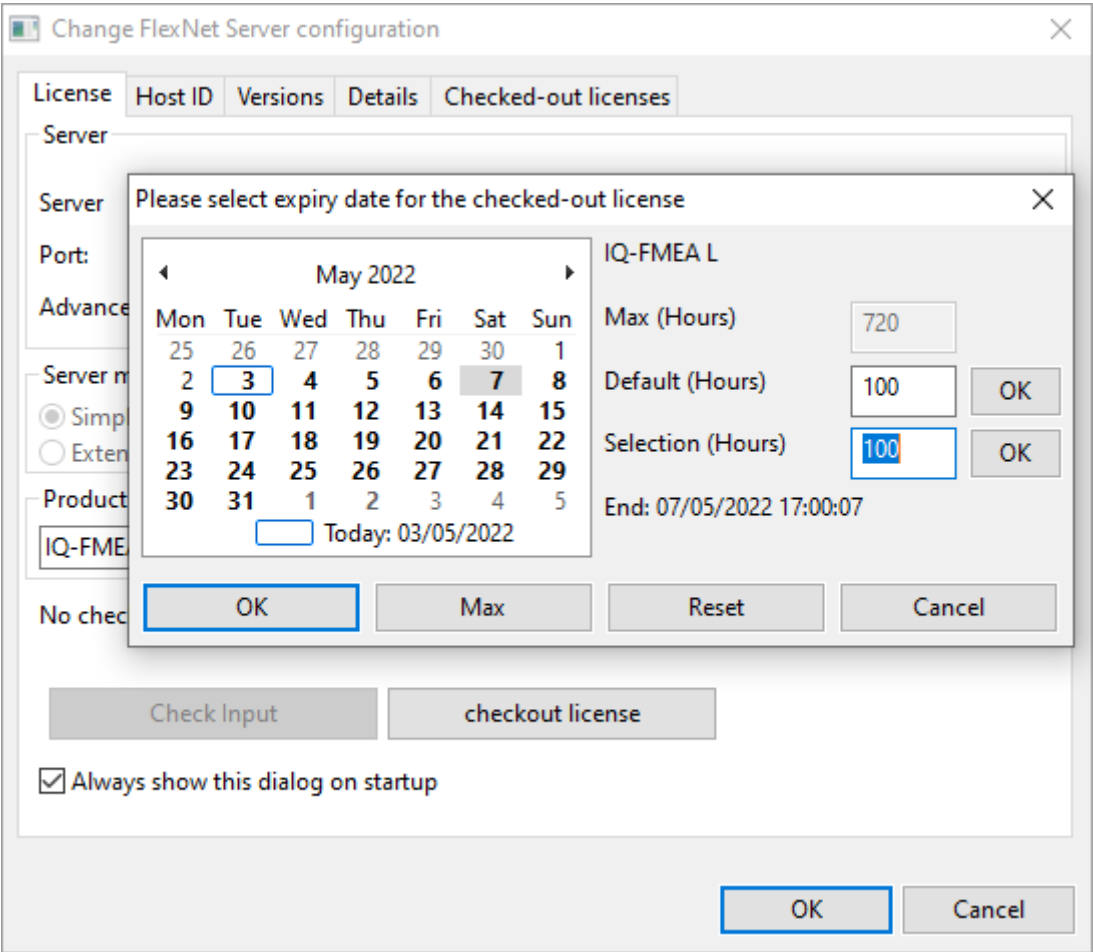 Change FlexNet Server configuration
License Host ID Versions Details Checked-out licenses
Server
Please select expiry date for the checked-out license
Server
Port:
Advance
IQ-FMEA L
May 2022
Mon Tue Wed Thu Fri Sat Sun
25 26 27 28 29 30 1
2 3 4 5 6 7 8
9 10 11 12 13 14 15
16 17 18 19 20 21 22
23 24 25 26 27 28 29
30 31 1 2 3 4 5
Today: 03/05/2022
Max (Hours) 720
Default (Hours) 100 OK
Selection (Hours) 100 OK
End: 07/05/2022 17:00:07
Server m
Simpl
Exten
Product
IQ-FME
No chec
OK Max Reset Cancel
Check Input checkout license
Always show this dialog on startup
OK Cancel